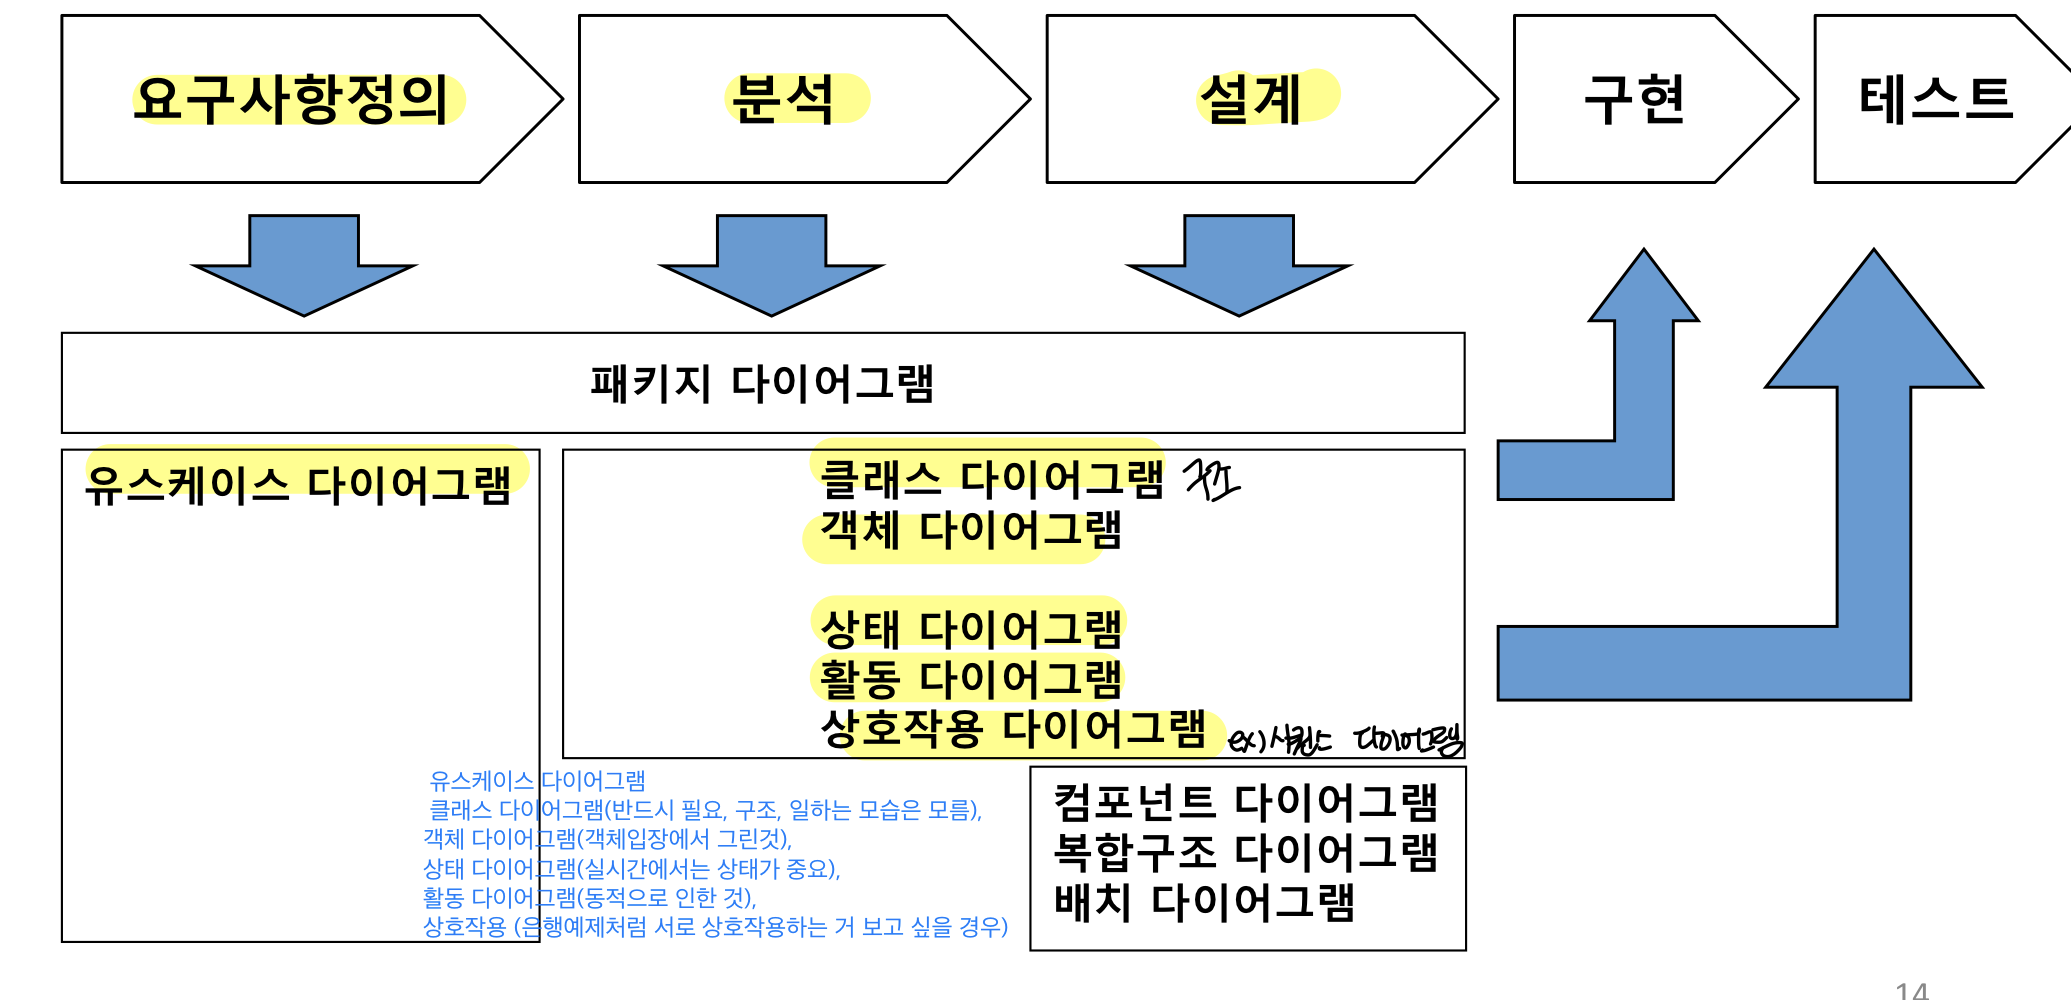 요구사항정의
분석
설계
구현
테스트
패키지 다이어그램
유스케이스 다이어그램
클래스 다이어그램 구조
객체 다이어그램
상태 다이어그램
활동 다이어그램
상호작용 다이어그램 ex) 시퀀스 다이어그램
유스케이스 다이어그램
클래스 다이어그램(반드시 필요, 구조, 일하는 모습은 모름),
객체 다이어그램(객체입장에서 그린것),
상태 다이어그램(실시간에서는 상태가 중요),
활동 다이어그램(동적으로 인한 것),
상호작용 (은행예제처럼 서로 상호작용하는 거 보고 싶을 경우)
컴포넌트 다이어그램
복합구조 다이어그램
배치 다이어그램
14